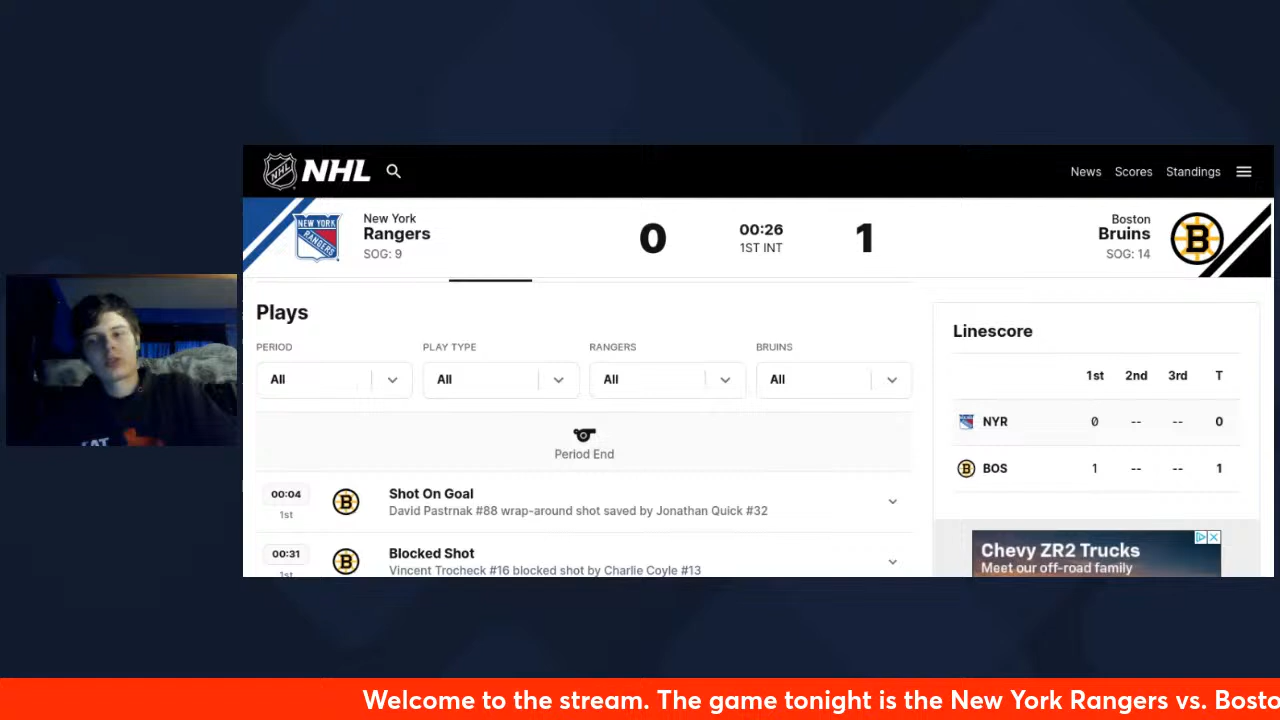 NHL
News Scores Standings
New York
Rangers
SOG: 9
0
00:26
1ST INT
1
Boston
Bruins
SOG: 14
NEW YORK
RANGERS
B
Plays
PERIOD PLAY TYPE RANGERS BRUINS
All All All All
Period End
00:04
1st
B
Shot On Goal
David Pastrnak #88 wrap-around shot saved by Jonathan Quick #32
00:31
1st
B
Blocked Shot
Vincent Trocheck #16 blocked shot by Charlie Coyle #13
Linescore
1st 2nd 3rd T
NYR 0 -- -- 0
B BOS 1 -- -- 1
Chevy ZR2 Trucks
Meet our off-road family
Welcome to the stream. The game tonight is the New York Rangers vs. Bosto